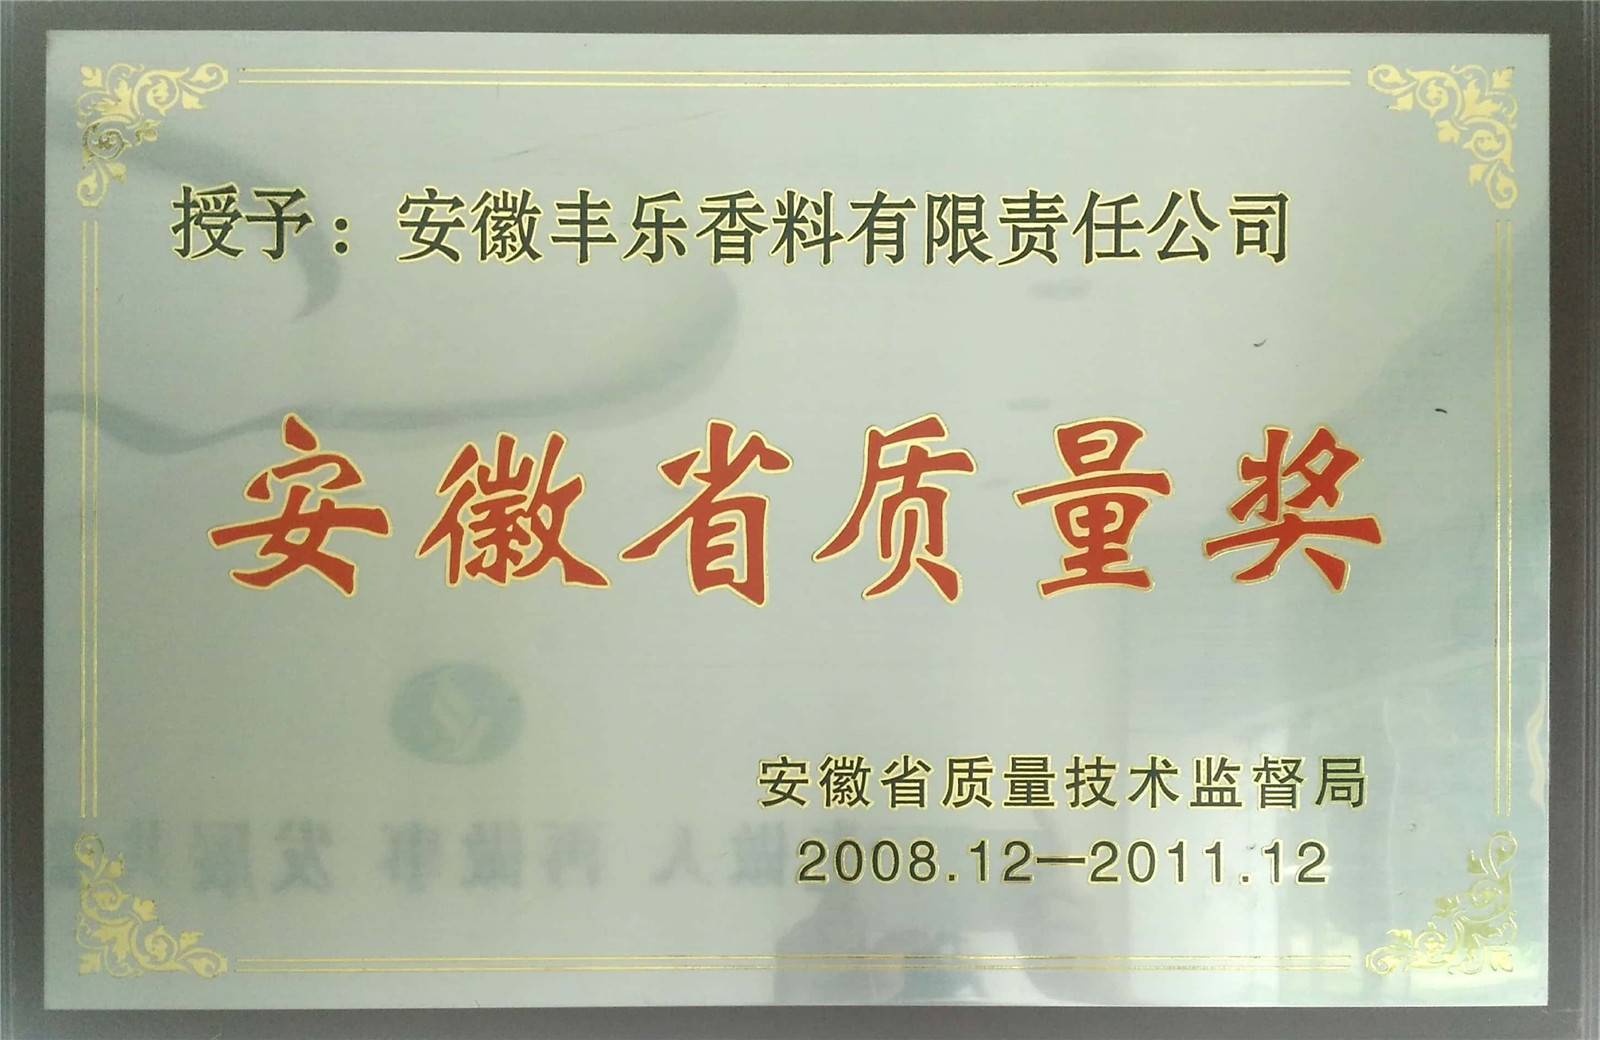 授予：安徽丰乐香料有限责任公司
安徽省质量奖
安徽省质量技术监督局
2008.12—2011.12